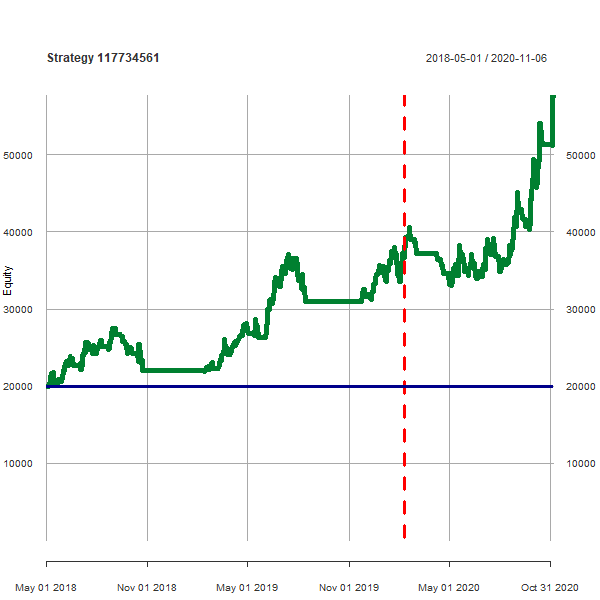 Strategy 117734561
2018-05-01 / 2020-11-06
50000
50000
40000
40000
Equity
30000
30000
20000
20000
10000
10000
May 01 2018
Nov 01 2018
May 01 2019
Nov 01 2019
May 01 2020
Oct 31 2020